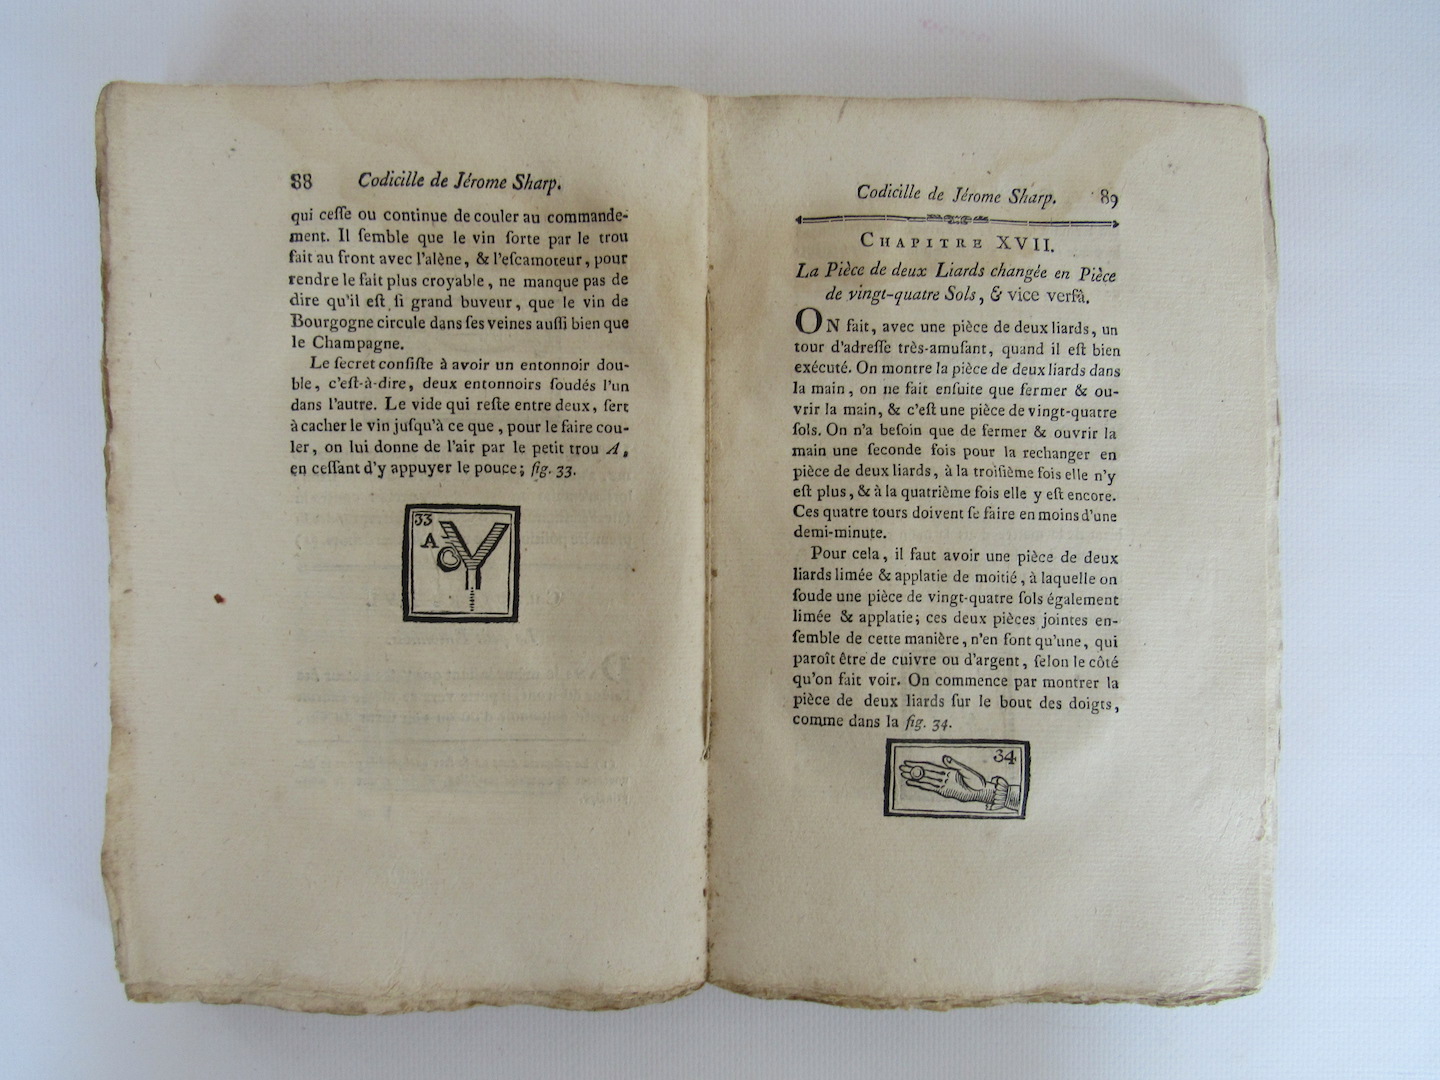 88 Codicille de Jérome Sharp.
qui ceſſe ou continue de couler au commande-
ment. Il ſemble que le vin ſorte par le trou
fait au front avec l'alène, & l'eſcamoteur, pour
rendre le fait plus croyable, ne manque pas de
dire qu'il eſt ſi grand buveur, que le vin de
Bourgogne circule dans ſes veines auſſi bien que
le Champagne.
Le ſecret conſiſte à avoir un entonnoir dou-
ble, c'eſt-à-dire, deux entonnoirs ſoudés l'un
dans l'autre. Le vide qui reſte entre deux, ſert
à cacher le vin juſqu'à ce que, pour le faire cou-
ler, on lui donne de l'air par le petit trou A,
en ceſſant d'y appuyer le pouce; fig. 33.
33
A
Codicille de Jérome Sharp. 89
CHAPITRE XVII.
La Pièce de deux Liards changée en Pièce
de vingt-quatre Sols, & vice verſâ.
ON fait, avec une pièce de deux liards, un
tour d'adreſſe très-amuſant, quand il eſt bien
exécuté. On montre la pièce de deux liards dans
la main, on ne fait enſuite que fermer & ou-
vrir la main, & c'eſt une pièce de vingt-quatre
ſols. On n'a beſoin que de fermer & ouvrir la
main une ſeconde fois pour la rechanger en
pièce de deux liards, à la troiſième fois elle n'y
eſt plus, & à la quatrième fois elle y eſt encore.
Ces quatre tours doivent ſe faire en moins d'une
demi-minute.
Pour cela, il faut avoir une pièce de deux
liards limée & applatie de moitié, à laquelle on
ſoude une pièce de vingt-quatre ſols également
limée & applatie; ces deux pièces jointes en-
ſemble de cette manière, n'en font qu'une, qui
paroît être de cuivre ou d'argent, ſelon le côté
qu'on fait voir. On commence par montrer la
pièce de deux liards ſur le bout des doigts,
comme dans la fig. 34.
34